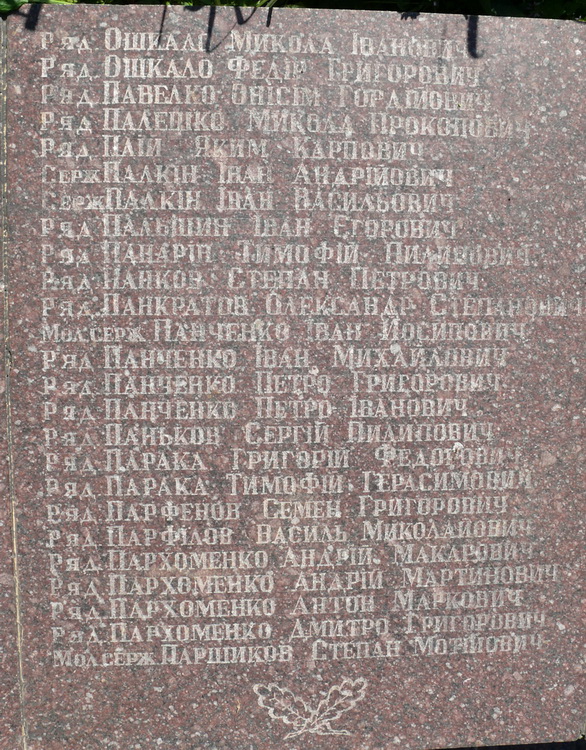 Ряд. Ошкало Микола Іванович
Ряд. Ошкало Федір Григорович
Ряд. Павелко Онісім Гордійович
Ряд. Палешко Микола Прокопович
Ряд. Палій Яким Карпович
Серж Палкін Іван Андрійович
Серж Палкін Іван Васильович
Ряд. Пальшин Іван Єгорович
Ряд. Панарін Тимофій Пилипович
Ряд. Панков Степан Петрович
Ряд. Панкратов Олександр Степанович
Мол.серж Панченко Іван Йосипович
Ряд. Панченко Іван Михайлович
Ряд. Панченко Петро Григорович
Ряд. Панченко Петро Іванович
Ряд. Паньков Сергій Пилипович
Ряд. Парака Григорій Федорович
Ряд. Парака Тимофій Герасимович
Ряд. Парфенов Семен Григорович
Ряд. Парфілов Василь Миколайович
Ряд. Пархоменко Андрій Макарович
Ряд. Пархоменко Андрій Мартинович
Ряд. Пархоменко Антон Маркович
Ряд. Пархоменко Дмитро Григорович
Мол.серж Паршиков Степан Мотійович